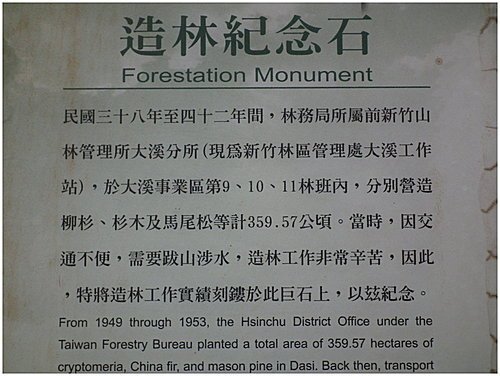 造林紀念石
Forestation Monument
民國三十八年至四十二年間，林務局所屬前新竹山
林管理所大溪分所(現爲新竹林區管理處大溪工作
站)，於大溪事業區第9、10、11林班內，分別營造
柳杉、杉木及馬尾松等計359.57公頃。當時，因交
通不便，需要跋山涉水，造林工作非常辛苦，因此
，特將造林工作實績刻鏤於此巨石上，以玆紀念。
From 1949 through 1953, the Hsinchu District Office under the
Taiwan Forestry Bureau planted a total area of 359.57 hectares of
cryptomeria, China fir, and mason pine in Dasi. Back then, transport